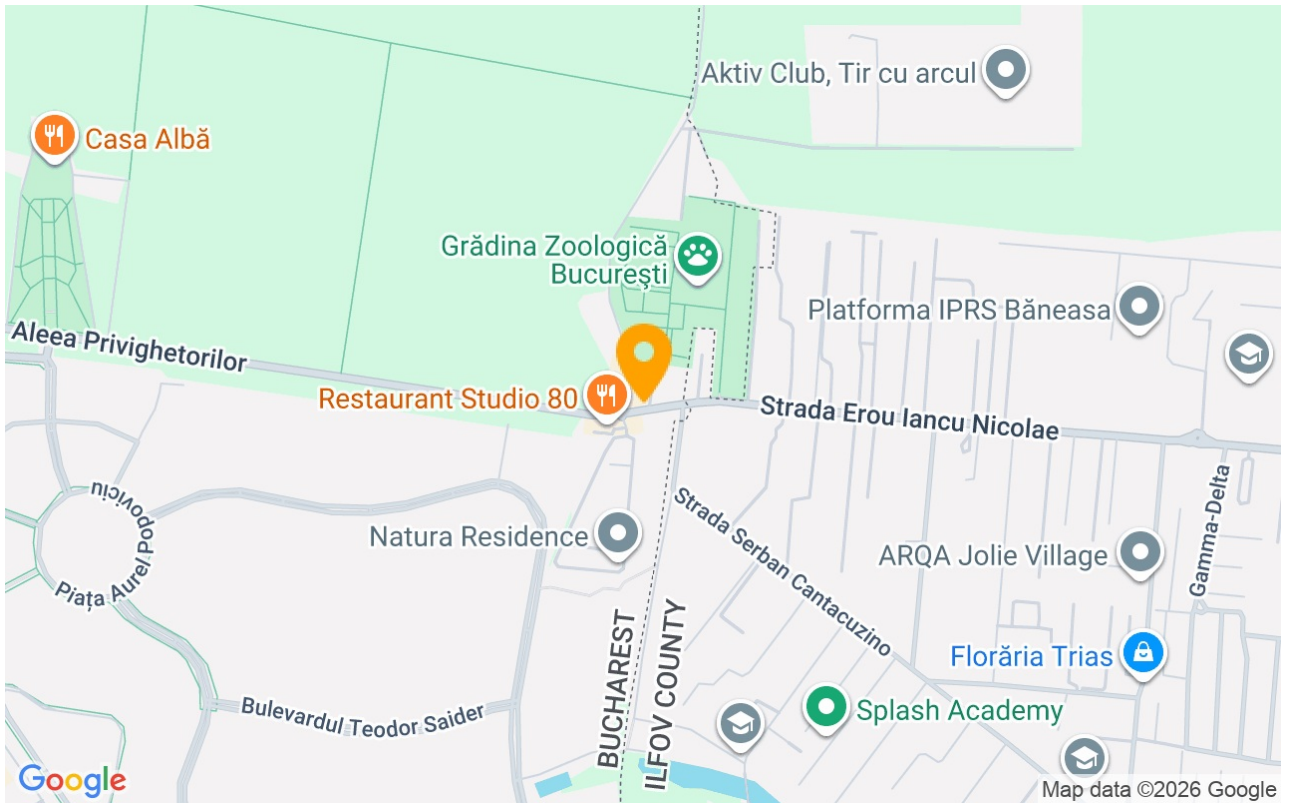 Aktiv Club, Tir cu arcul
Casa Albă
Grădina Zoologică
București
Platforma IPRS Băneasa
Aleea Privighetorilor
Restaurant Studio 80
Strada Erou Iancu Nicolae
Piața Aurel Popoviciu
Natura Residence
Strada Serban Cantacuzino
ARQA Jolie Village
Gamma-Delta
BUCHAREST
ILFOV COUNTY
Florăria Trias
Bulevardul Teodor Saider
Splash Academy
Google
Map data ©2026 Google